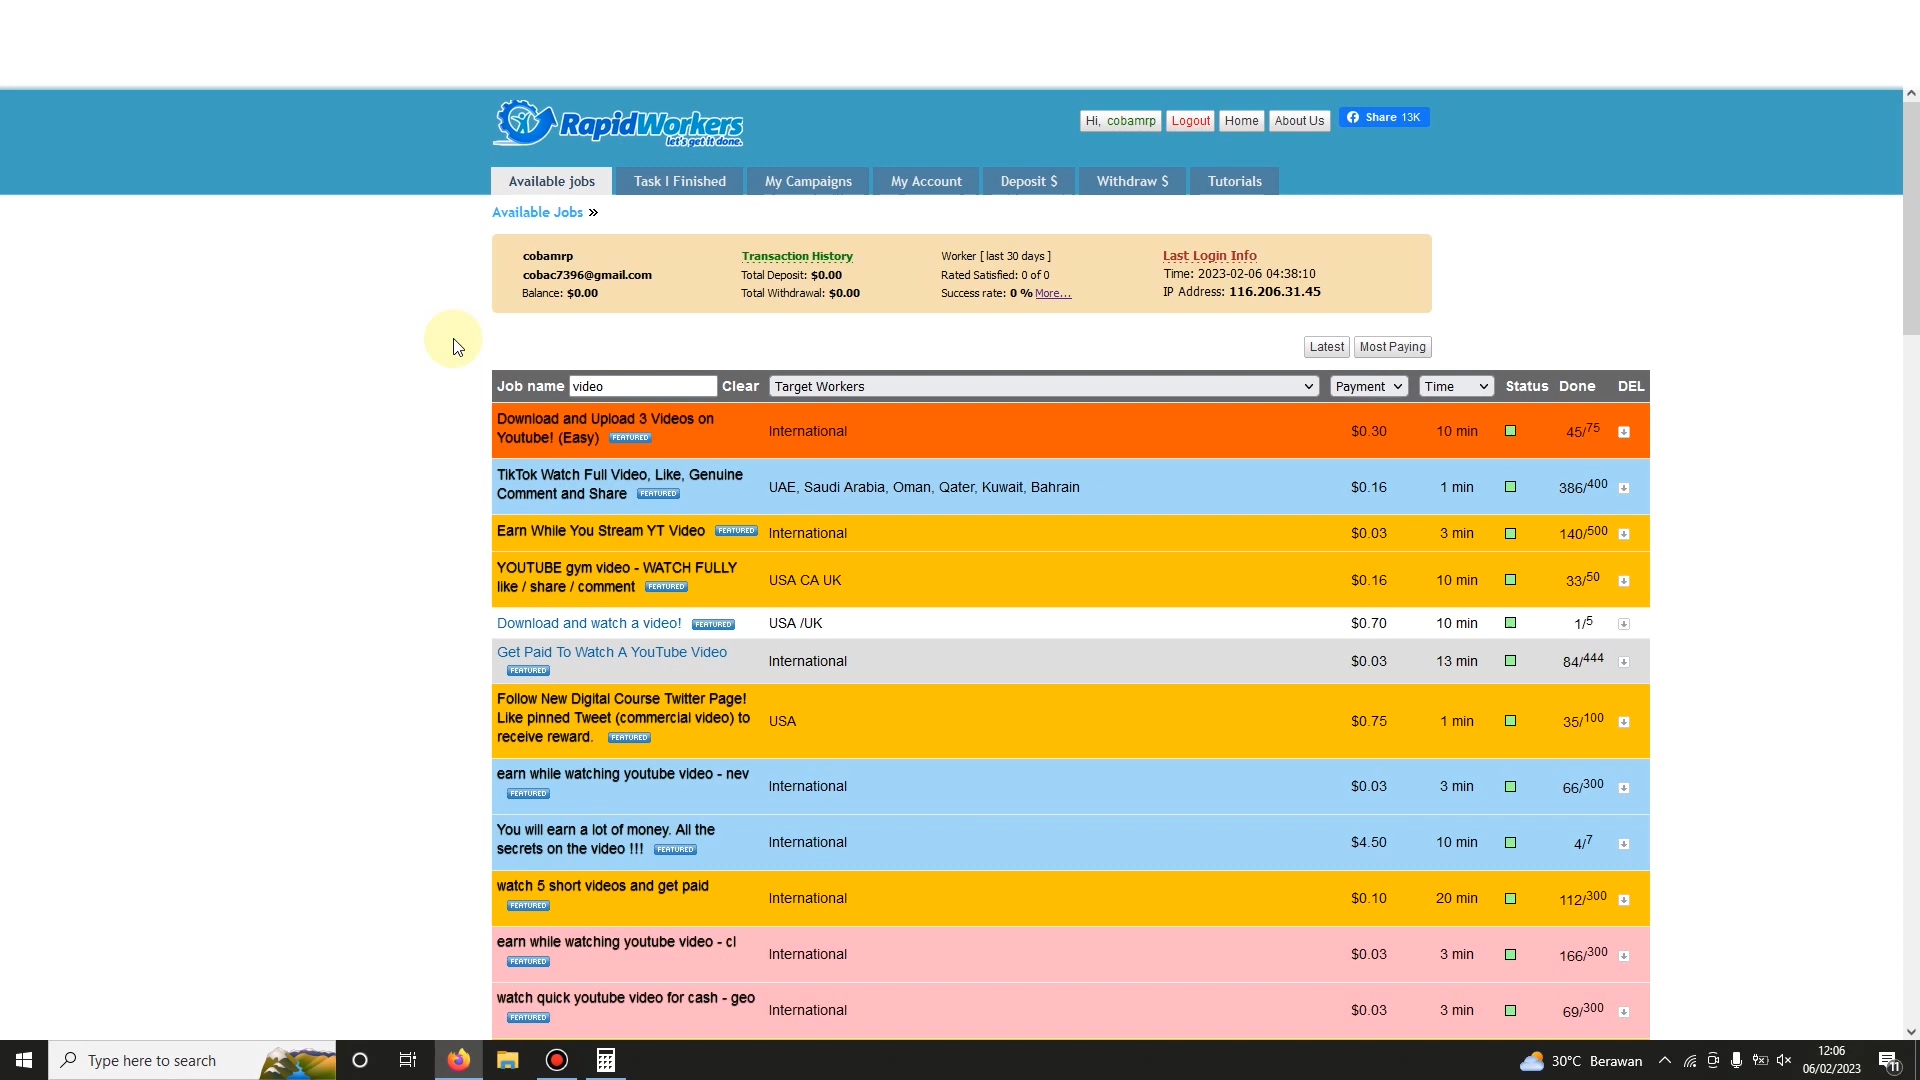 RapidWorkers
let's get it done.
Hi, cobamrp Logout Home About Us Share 13K
Available jobs Task I Finished My Campaigns My Account Deposit $ Withdraw $ Tutorials
Available Jobs »
cobamrp Transaction History Worker [ last 30 days ] Last Login Info
cobac7396@gmail.com Total Deposit: $0.00 Rated Satisfied: 0 of 0 Time: 2023-02-06 04:38:10
Balance: $0.00 Total Withdrawal: $0.00 Success rate: 0 % More... IP Address: 116.206.31.45
Latest Most Paying
Job name video Clear Target Workers Payment Time Status Done DEL
Download and Upload 3 Videos on
Youtube! (Easy) FEATURED International $0.30 10 min 45/75
TikTok Watch Full Video, Like, Genuine
Comment and Share FEATURED UAE, Saudi Arabia, Oman, Qater, Kuwait, Bahrain $0.16 1 min 386/400
Earn While You Stream YT Video FEATURED International $0.03 3 min 140/500
YOUTUBE gym video - WATCH FULLY
like / share / comment FEATURED USA CA UK $0.16 10 min 33/50
Download and watch a video! FEATURED USA /UK $0.70 10 min 1/5
Get Paid To Watch A YouTube Video
FEATURED International $0.03 13 min 84/444
Follow New Digital Course Twitter Page!
Like pinned Tweet (commercial video) to USA $0.75 1 min 35/100
receive reward. FEATURED
earn while watching youtube video - nev
FEATURED International $0.03 3 min 66/300
You will earn a lot of money. All the
secrets on the video !!! FEATURED International $4.50 10 min 4/7
watch 5 short videos and get paid
FEATURED International $0.10 20 min 112/300
earn while watching youtube video - cl
FEATURED International $0.03 3 min 166/300
watch quick youtube video for cash - geo
FEATURED International $0.03 3 min 69/300
Type here to search 30°C Berawan 12:06
06/02/2023 11